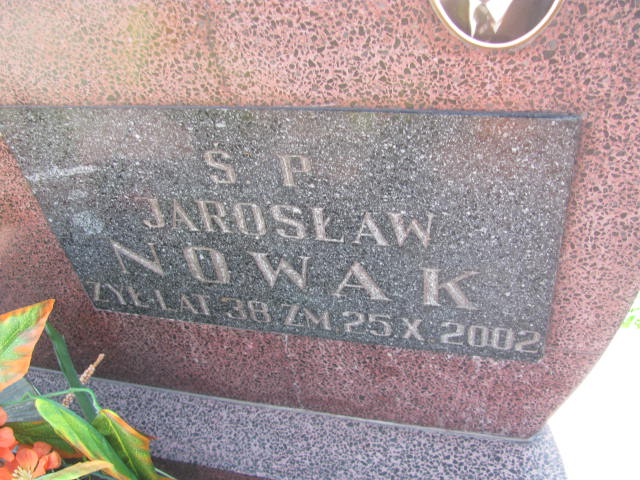 Ś P
JAROSŁAW
NOWAK
ŻYŁ LAT 38 ZM 25 X 2002